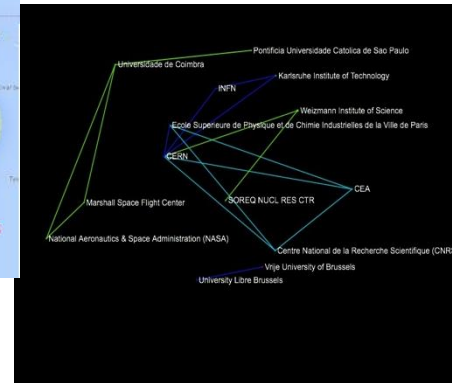 Pontificia Universidade Catolica de Sao Paulo
Universidade de Coimbra
Karlsruhe Institute of Technology
INFN
Weizmann Institute of Science
Ecole Superieure de Physique et de Chimie Industrielles de la Ville de Paris
CERN
CEA
Marshall Space Flight Center
SOREQ NUCL RES CTR
National Aeronautics & Space Administration (NASA)
Centre National de la Recherche Scientifique (CNRS
Vrije University of Brussels
University Libre Brussels